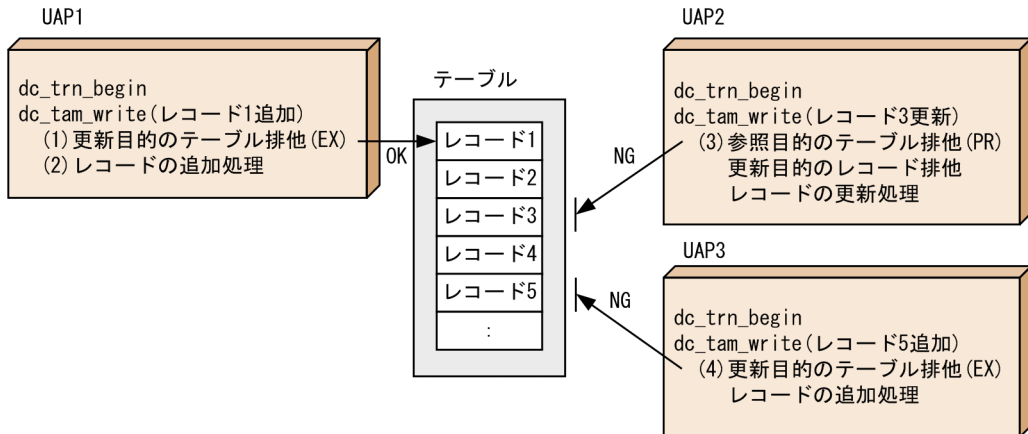 UAP1
dc_trn_begin
dc_tam_write(レコード1追加)
(1)更新目的のテーブル排他(EX)
(2)レコードの追加処理
OK
テーブル
レコード1
レコード2
レコード3
レコード4
レコード5
:
UAP2
dc_trn_begin
dc_tam_write(レコード3更新)
(3)参照目的のテーブル排他(PR)
更新目的のレコード排他
レコードの更新処理
NG
UAP3
dc_trn_begin
dc_tam_write(レコード5追加)
(4)更新目的のテーブル排他(EX)
レコードの追加処理
NG